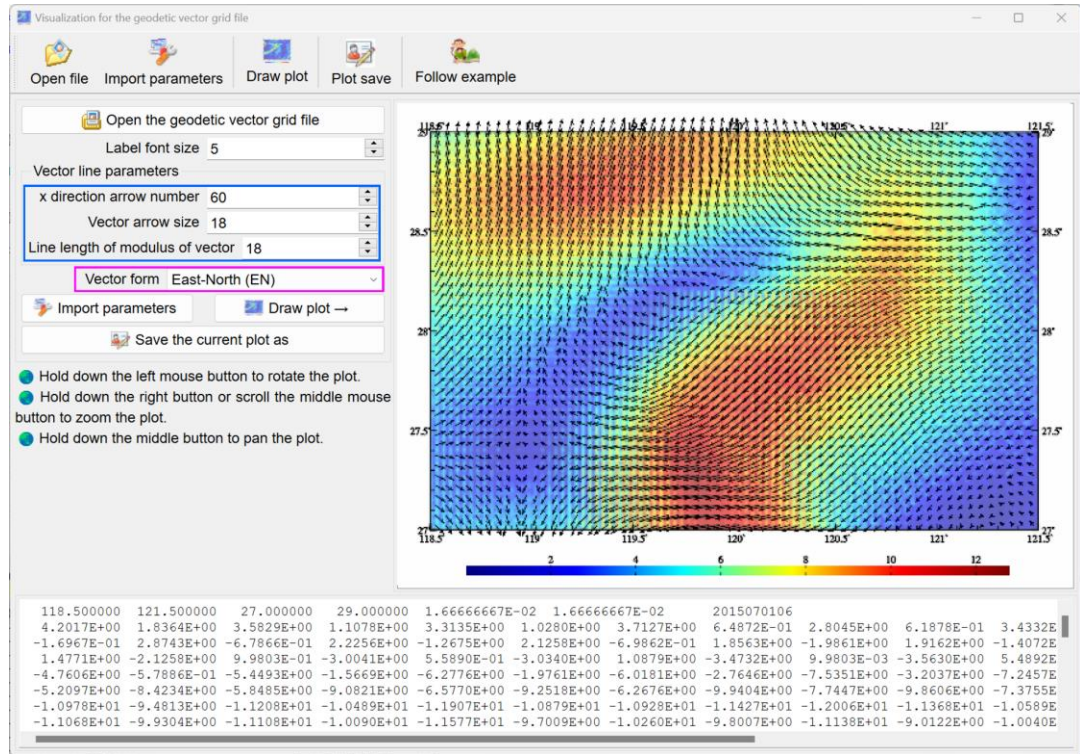 Visualization for the geodetic vector grid file
Open file Import parameters Draw plot Plot save Follow example
Open the geodetic vector grid file
Label font size 5
Vector line parameters
x direction arrow number 60
Vector arrow size 18
Line length of modulus of vector 18
Vector form East-North (EN)
Import parameters Draw plot →
Save the current plot as
Hold down the left mouse button to rotate the plot.
Hold down the right button or scroll the middle mouse
button to zoom the plot.
Hold down the middle button to pan the plot.
118.5° 119° 119.5° 120° 120.5° 121° 121.5°
29° 29°
28.5° 28.5°
28° 28°
27.5° 27.5°
27° 27°
118.5° 119° 119.5° 120° 120.5° 121° 121.5°
2 4 6 8 10 12
118.500000 121.500000 27.000000 29.000000 1.66666667E-02 1.66666667E-02 2015070106
4.2017E+00 1.8364E+00 3.5829E+00 1.1078E+00 3.3135E+00 1.0280E+00 3.7127E+00 6.4872E-01 2.8045E+00 6.1878E-01 3.4332E
-1.6967E-01 2.8743E+00 -6.7866E-01 2.2256E+00 -1.2675E+00 2.1258E+00 -6.9862E-01 1.8563E+00 -1.9861E+00 1.9162E+00 -1.4072E
1.4771E+00 -2.1258E+00 9.9803E-01 -3.0041E+00 5.5890E-01 -3.0340E+00 1.0879E+00 -3.4732E+00 9.9803E-03 -3.5630E+00 5.4892E
-4.7606E+00 -5.7886E-01 -5.4493E+00 -1.5669E+00 -6.2776E+00 -1.9761E+00 -6.0181E+00 -2.7646E+00 -7.5351E+00 -3.2037E+00 -7.2457E
-5.2097E+00 -8.4234E+00 -5.8485E+00 -9.0821E+00 -6.5770E+00 -9.2518E+00 -6.2676E+00 -9.9404E+00 -7.7447E+00 -9.8606E+00 -7.3755E
-1.0978E+01 -9.4813E+00 -1.1208E+01 -1.0489E+01 -1.1907E+01 -1.0879E+01 -1.0928E+01 -1.1427E+01 -1.2006E+01 -1.1368E+01 -1.0589E
-1.1068E+01 -9.9304E+00 -1.1108E+01 -1.0090E+01 -1.1577E+01 -9.7009E+00 -1.0260E+01 -9.8007E+00 -1.1138E+01 -9.0122E+00 -1.0040E